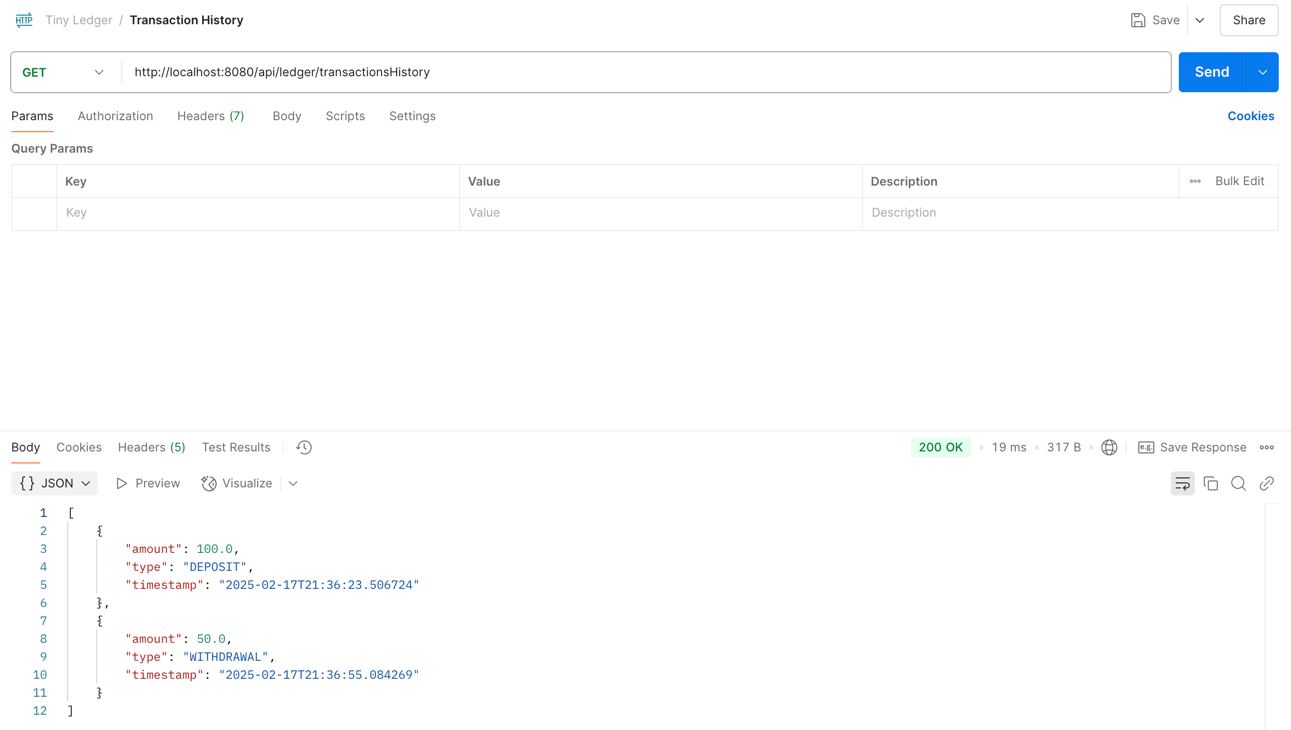 HTTP Tiny Ledger / Transaction History Save Share
GET http://localhost:8080/api/ledger/transactionsHistory Send
Params Authorization Headers (7) Body Scripts Settings Cookies
Query Params
Key Value Description Bulk Edit
Key Value Description
Body Cookies Headers (5) Test Results 200 OK • 19 ms • 317 B • e.g. Save Response
{} JSON Preview Visualize
1 [
2 {
3 "amount": 100.0,
4 "type": "DEPOSIT",
5 "timestamp": "2025-02-17T21:36:23.506724"
6 },
7 {
8 "amount": 50.0,
9 "type": "WITHDRAWAL",
10 "timestamp": "2025-02-17T21:36:55.084269"
11 }
12 ]